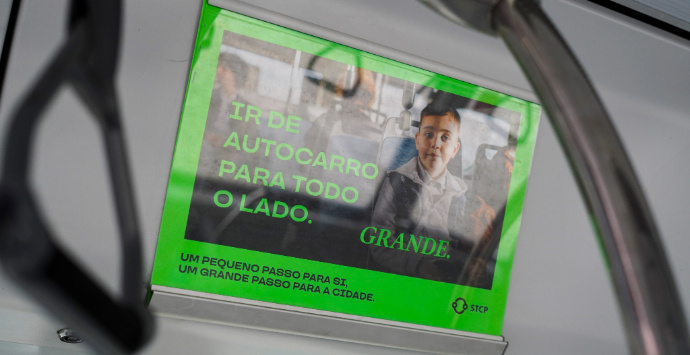 IR DE
AUTOCARRO
PARA TODO
O LADO.
GRANDE.
UM PEQUENO PASSO PARA SI,
UM GRANDE PASSO PARA A CIDADE.
STCP